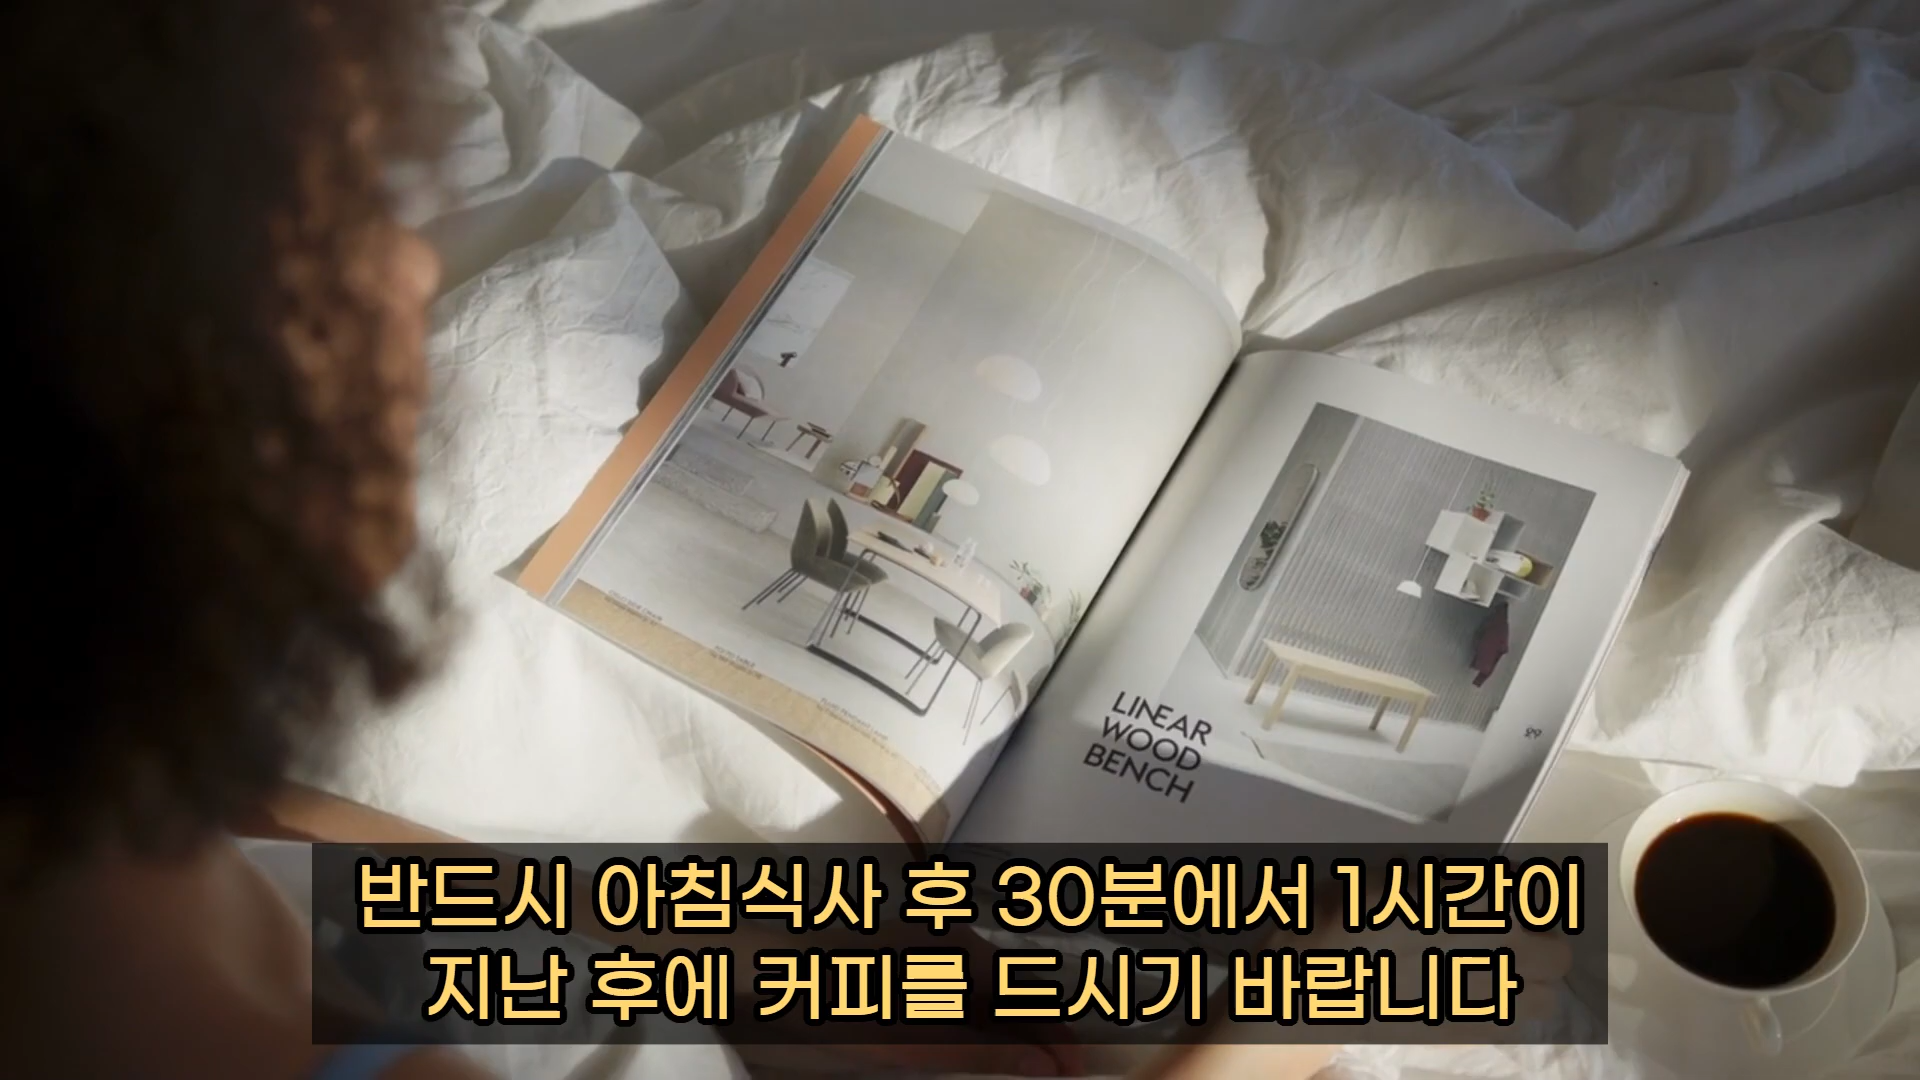 LINEAR
WOOD
BENCH
29
반드시 아침식사 후 30분에서 1시간이
지난 후에 커피를 드시기 바랍니다